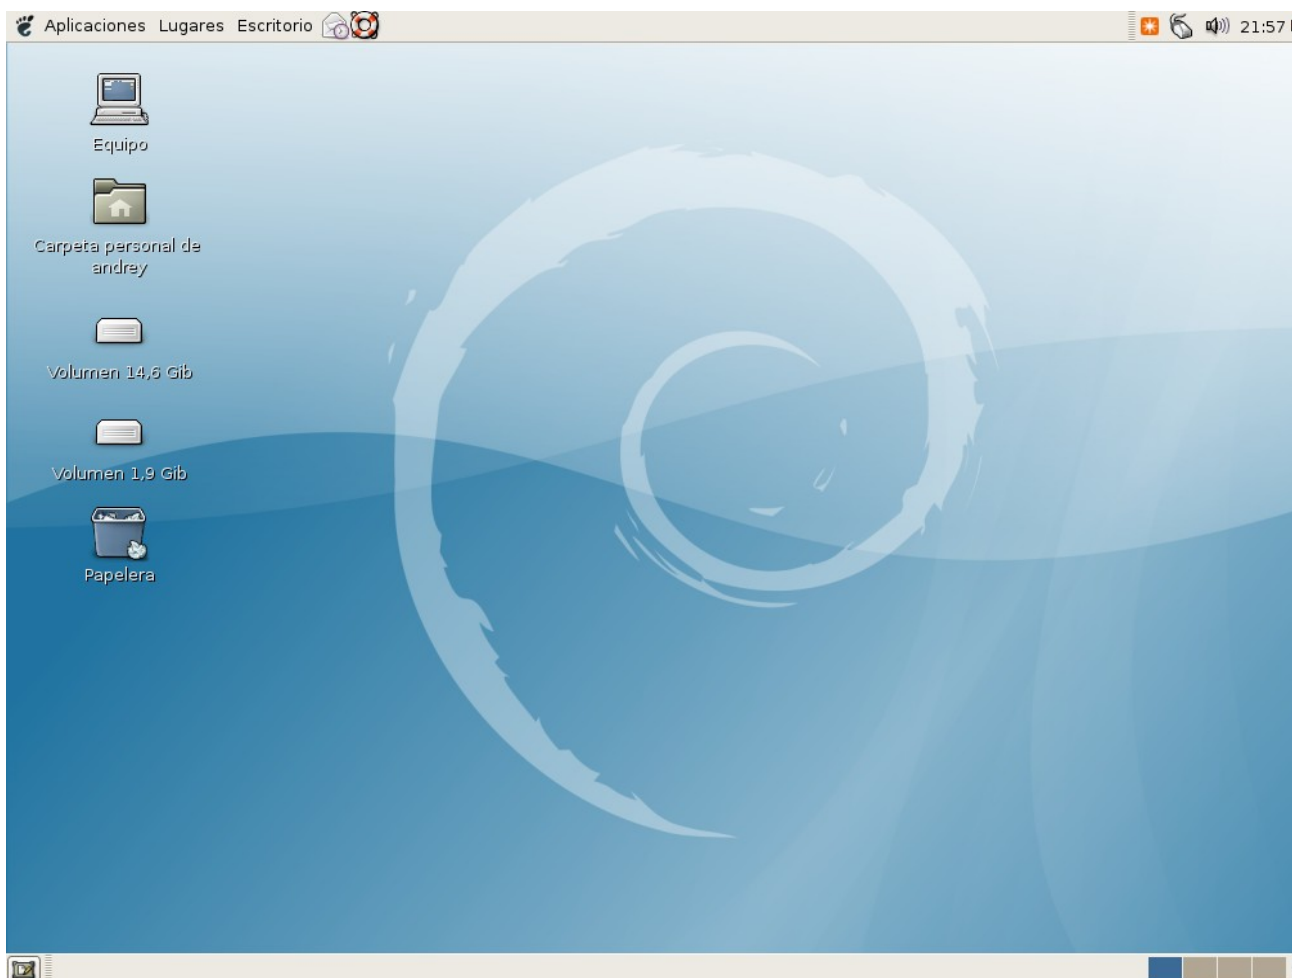 Aplicaciones Lugares Escritorio 21:57
Equipo
Carpeta personal de
andrey
Volumen 14,6 Gib
Volumen 1,9 Gib
Papelera